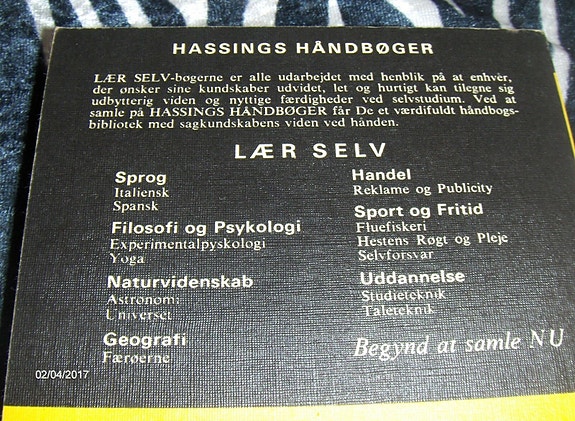 HASSINGS HÅNDBØGER
LÆR SELV-bøgerne er alle udarbejdet med henblik på at enhver,
der ønsker sine kundskaber udvidet, let og hurtigt kan tilegne sig
udbytterig viden og nyttige færdigheder ved selvstudium. Ved at
samle på HASSINGS HÅNDBØGER får De et værdifuldt håndbogs-
bibliotek med sagkundskabens viden ved hånden.
LÆR SELV
Sprog
Italiensk
Spansk
Filosofi og Psykologi
Experimentalpyskologi
Yoga
Naturvidenskab
Astronomi
Universet
Geografi
Færøerne
Handel
Reklame og Publicity
Sport og Fritid
Fluefiskeri
Hestens Røgt og Pleje
Selvforsvar
Uddannelse
Studieteknik
Taleteknik
Begynd at samle NU
02/04/2017